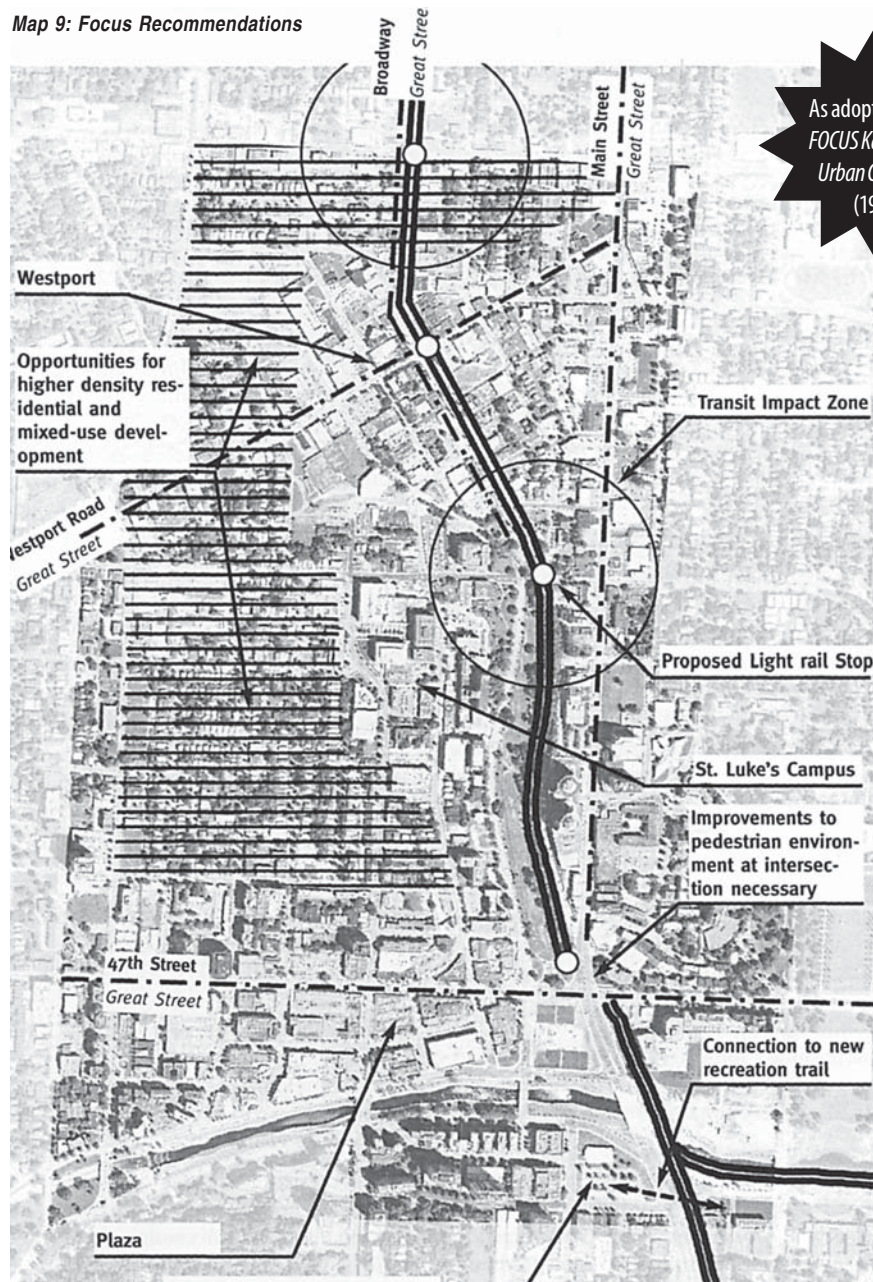 Map 9: Focus Recommendations
Broadway
Great Stree
Main Street
Great Street
As adopt
FOCUS K
Urban
(19
Westport
Opportunities for
higher density res-
idential and
mixed-use devel-
opment
Transit Impact Zone
estport Road
Great Street
Proposed Light rail Stop
St. Luke's Campus
Improvements to
pedestrian environ-
ment at intersec-
tion necessary
47th Street
Great Street
Connection to new
recreation trail
Plaza